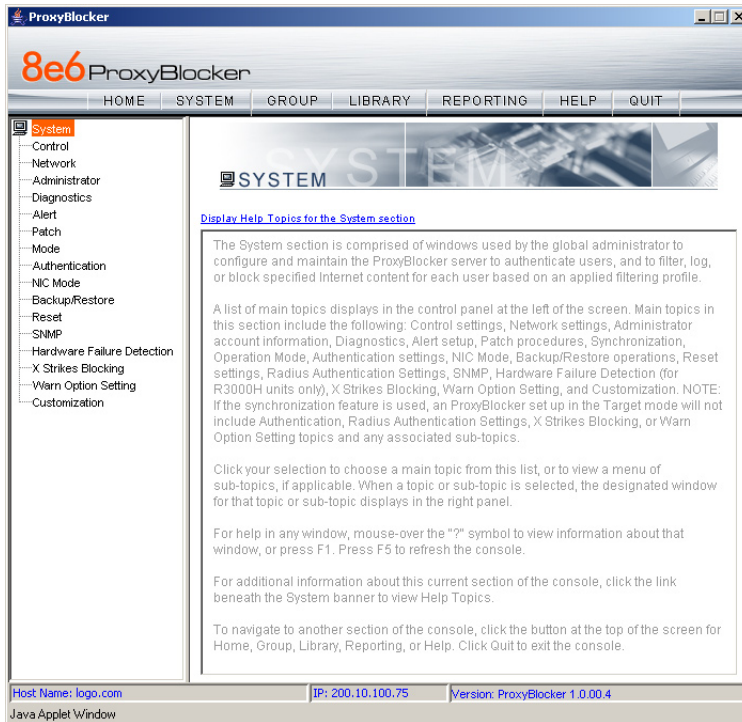 ProxyBlocker
8e6 ProxyBlocker
HOME SYSTEM GROUP LIBRARY REPORTING HELP QUIT
System
Control
Network
Administrator
Diagnostics
Alert
Patch
Mode
Authentication
NIC Mode
Backup/Restore
Reset
SNMP
Hardware Failure Detection
X Strikes Blocking
Warn Option Setting
Customization
SYSTEM
SYSTEM
Display Help Topics for the System section
The System section is comprised of windows used by the global administrator to
configure and maintain the ProxyBlocker server to authenticate users, and to filter, log,
or block specified Internet content for each user based on an applied filtering profile.
A list of main topics displays in the control panel at the left of the screen. Main topics in
this section include the following: Control settings, Network settings, Administrator
account information, Diagnostics, Alert setup, Patch procedures, Synchronization,
Operation Mode, Authentication settings, NIC Mode, Backup/Restore operations, Reset
settings, Radius Authentication Settings, SNMP, Hardware Failure Detection (for
R3000H units only), X Strikes Blocking, Warn Option Setting, and Customization. NOTE:
If the synchronization feature is used, an ProxyBlocker set up in the Target mode will not
include Authentication, Radius Authentication Settings, X Strikes Blocking, or Warn
Option Setting topics and any associated sub-topics.
Click your selection to choose a main topic from this list, or to view a menu of
sub-topics, if applicable. When a topic or sub-topic is selected, the designated window
for that topic or sub-topic displays in the right panel.
For help in any window, mouse-over the "?" symbol to view information about that
window, or press F1. Press F5 to refresh the console.
For additional information about this current section of the console, click the link
beneath the System banner to view Help Topics.
To navigate to another section of the console, click the button at the top of the screen for
Home, Group, Library, Reporting, or Help. Click Quit to exit the console.
Host Name: logo.com IP: 200.10.100.75 Version: ProxyBlocker 1.0.00.4
Java Applet Window